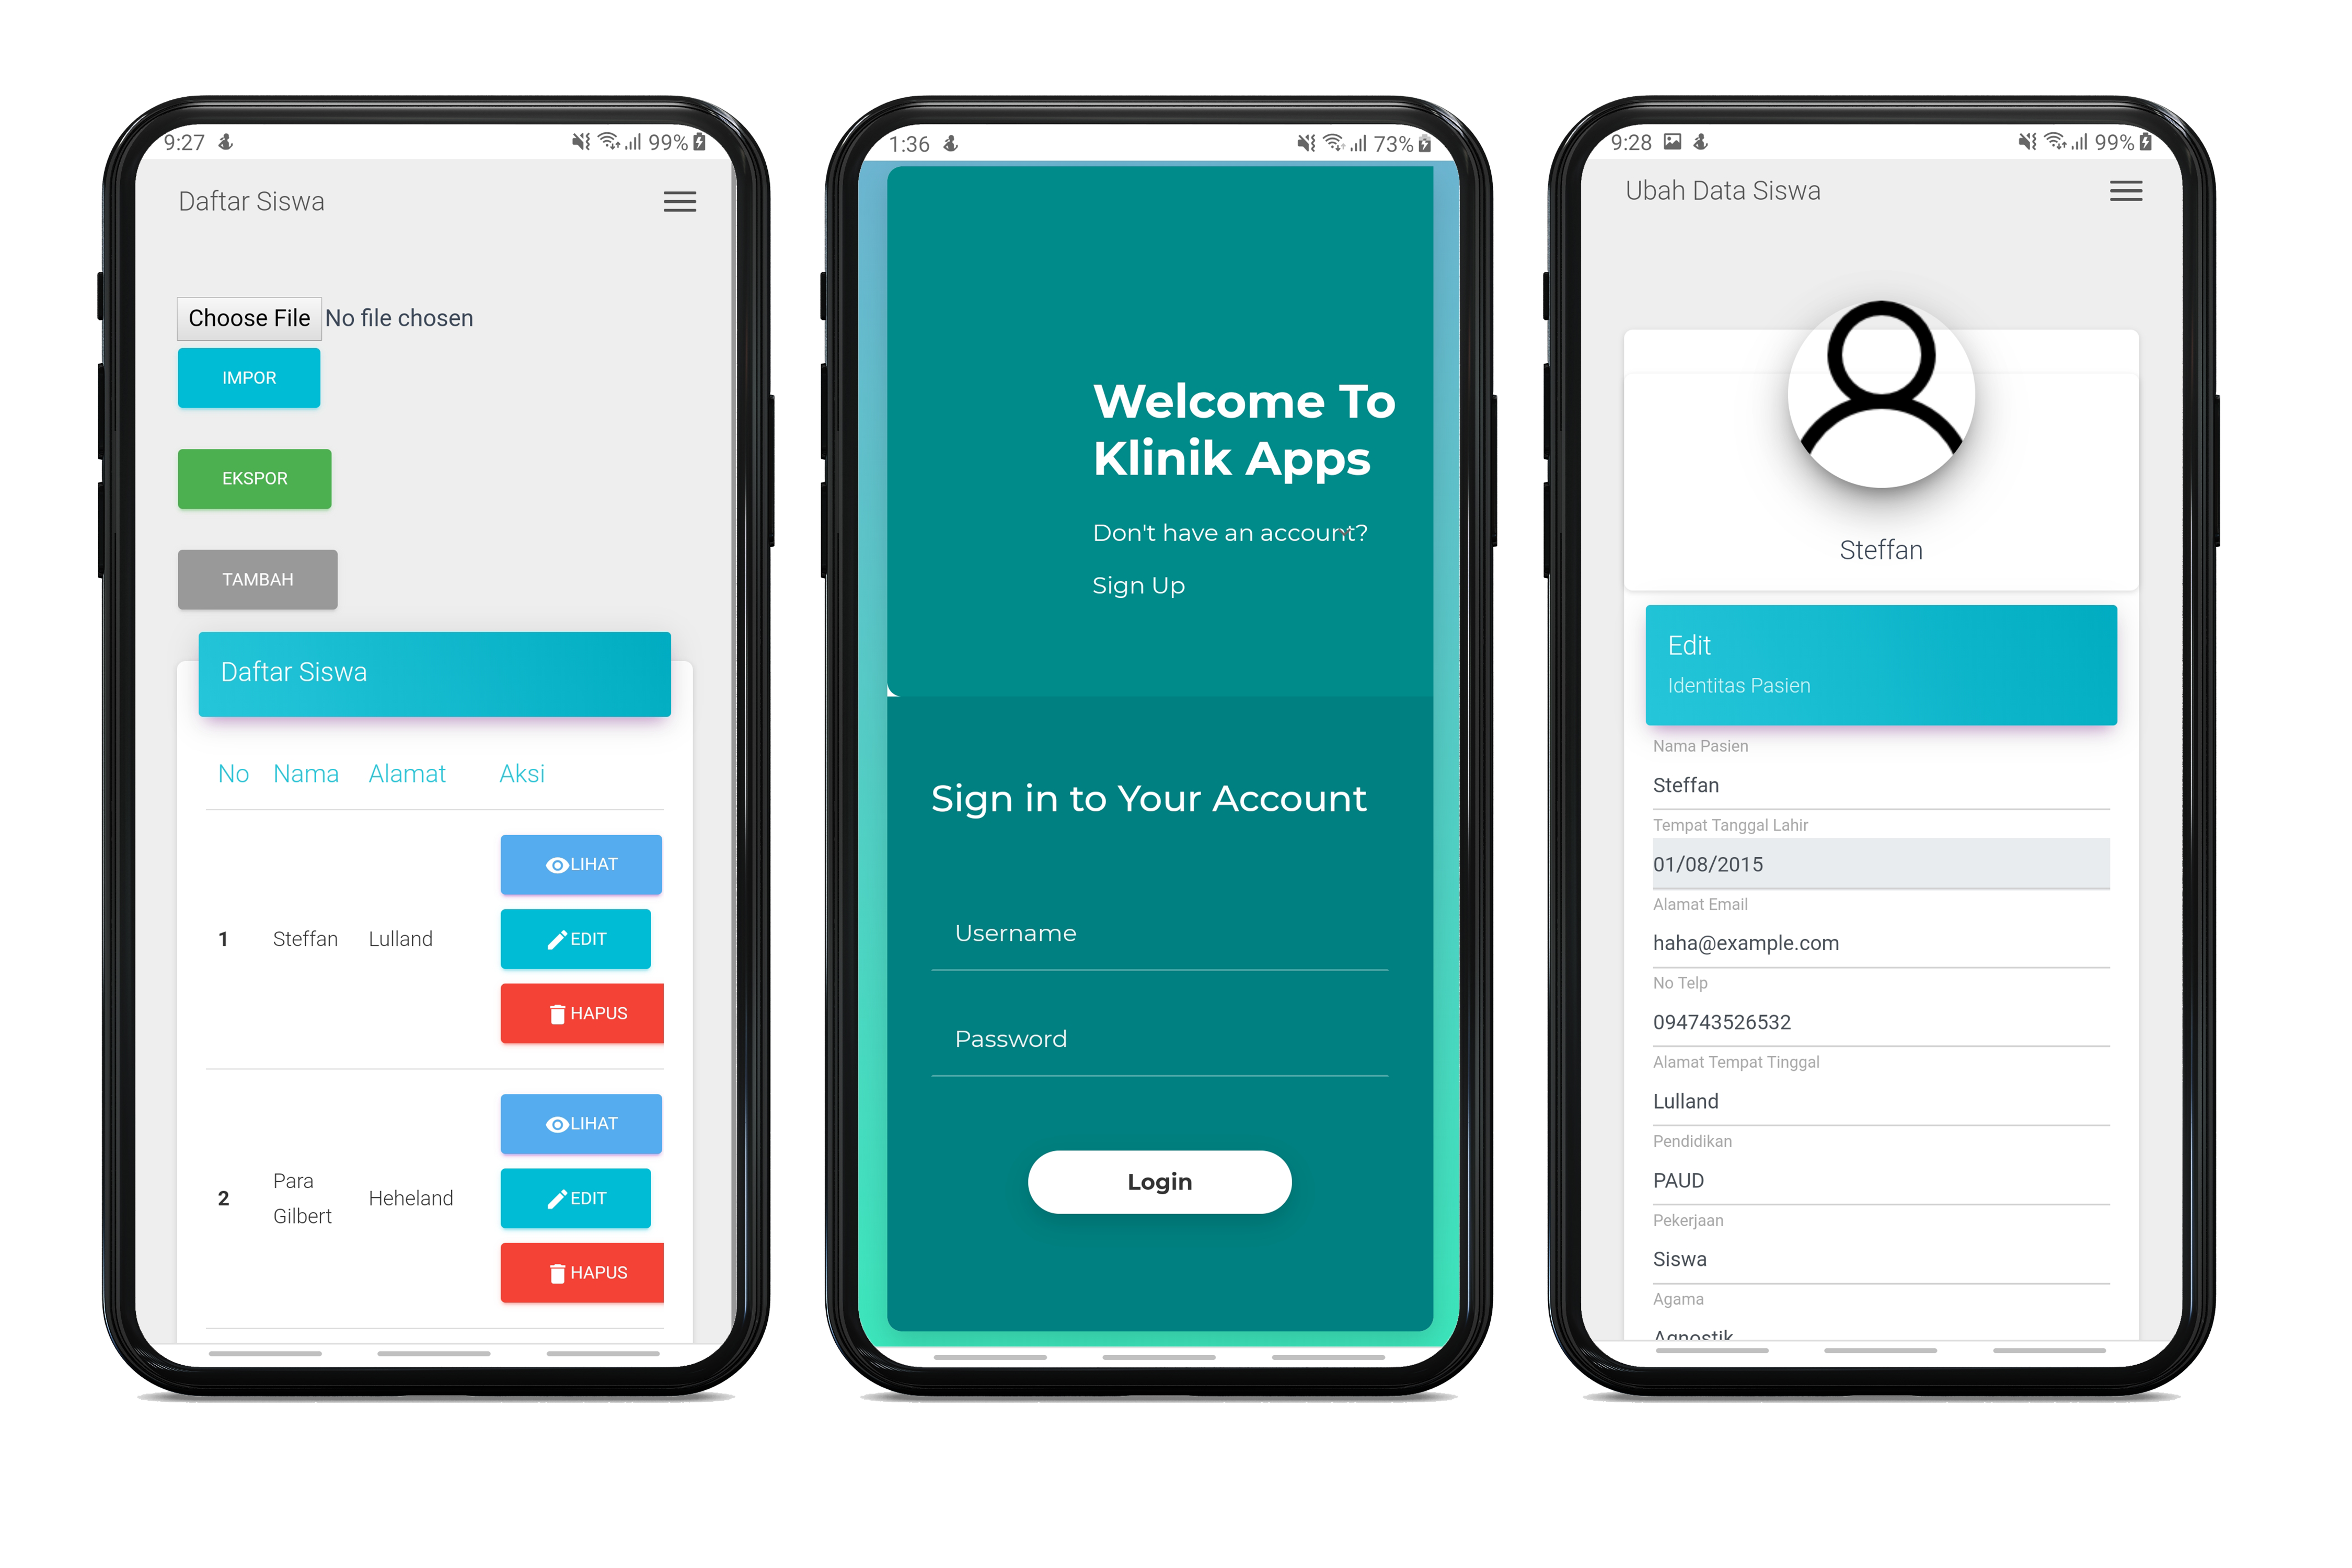 9:27
99%
Daftar Siswa
Choose File No file chosen
IMPOR
EKSPOR
TAMBAH
Daftar Siswa
No Nama Alamat Aksi
LIHAT
1 Steffan Lulland EDIT
HAPUS
LIHAT
2 Para Gilbert Heheland EDIT
HAPUS
1:36
73%
Welcome To
Klinik Apps
Don't have an account?
Sign Up
Sign in to Your Account
Username
Password
Login
9:28
99%
Ubah Data Siswa
Steffan
Edit
Identitas Pasien
Nama Pasien
Steffan
Tempat Tanggal Lahir
01/08/2015
Alamat Email
haha@example.com
No Telp
094743526532
Alamat Tempat Tinggal
Lulland
Pendidikan
PAUD
Pekerjaan
Siswa
Agama
Agnostik